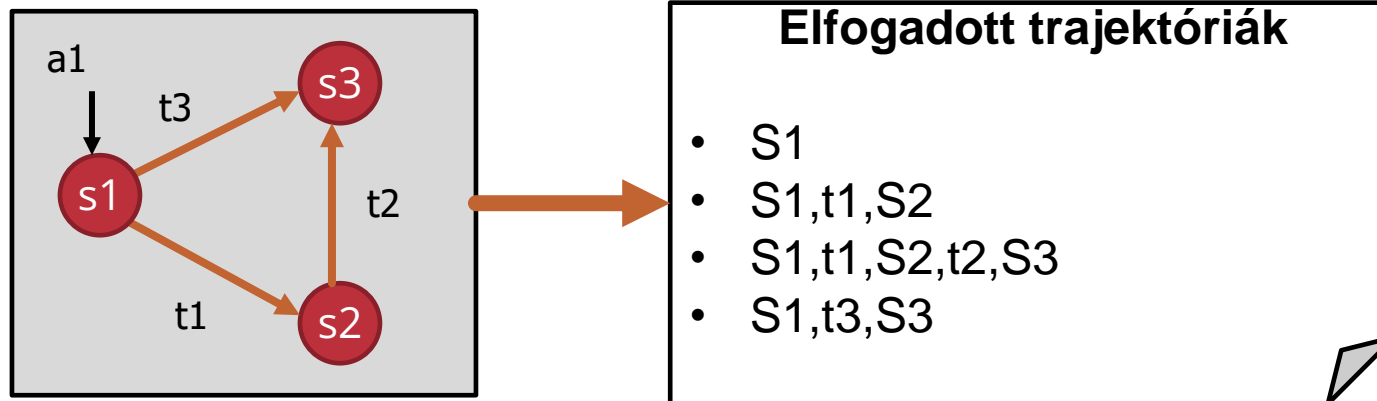 a1
t3
s3
s1
t2
t1
s2
Elfogadott trajektóriák
• S1
• S1,t1,S2
• S1,t1,S2,t2,S3
• S1,t3,S3